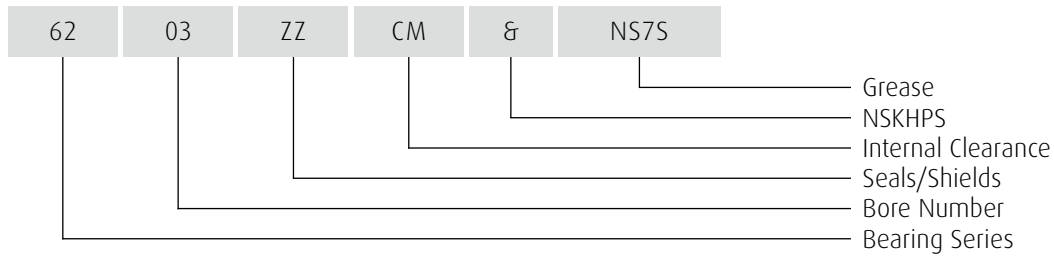 62 03 ZZ CM & NS7S
Grease
NSKHPS
Internal Clearance
Seals/Shields
Bore Number
Bearing Series